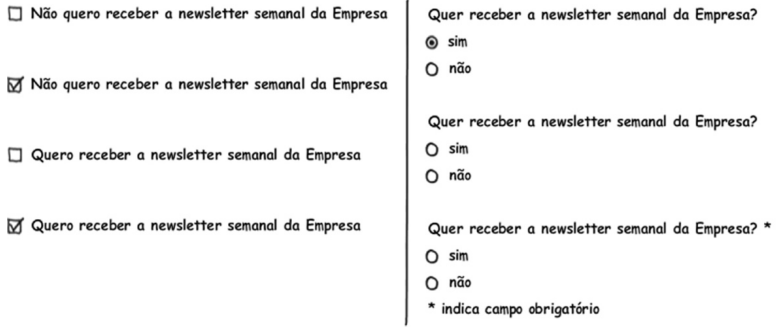 Não quero receber a newsletter semanal da Empresa
Não quero receber a newsletter semanal da Empresa
Quero receber a newsletter semanal da Empresa
Quero receber a newsletter semanal da Empresa
Quer receber a newsletter semanal da Empresa?
sim
não
Quer receber a newsletter semanal da Empresa?
sim
não
Quer receber a newsletter semanal da Empresa? *
sim
não
* indica campo obrigatório